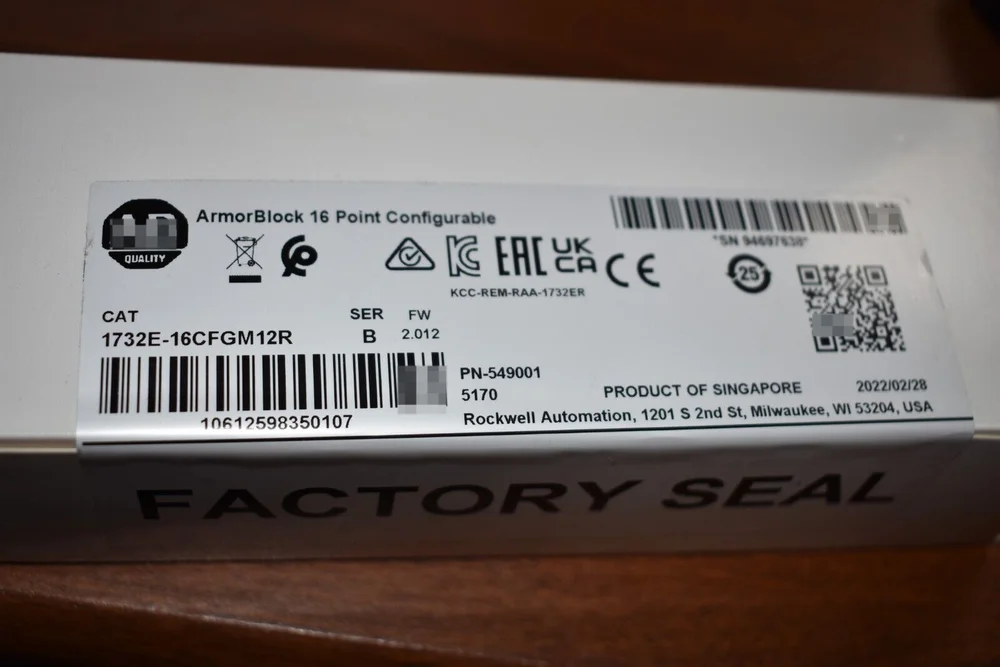 ArmorBlock 16 Point Configurable
QUALITY
*SN 94697638*
25
UK
CA
EAC
CE
KCC-REM-RAA-1732ER
CAT
SER
FW
1732E-16CFGM12R
B
2.012
PN-549001
5170
PRODUCT OF SINGAPORE
2022/02/28
10612598350107
Rockwell Automation, 1201 S 2nd St, Milwaukee, WI 53204, USA
FACTORY SEAL